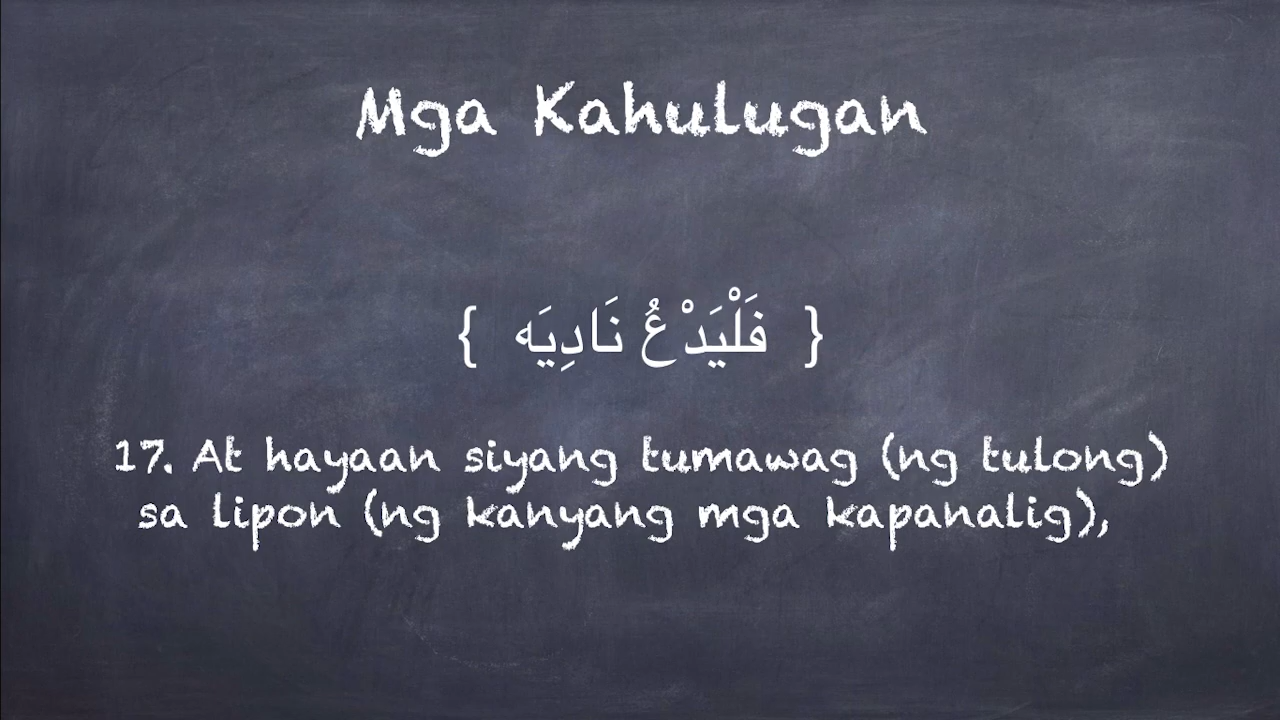 Mga Kahulugan
{ فَلْيَدْعُ نَادِيَه }
17. At hayaan siyang tumawag (ng tulong)
sa lipon (ng kanyang mga kapanalig),